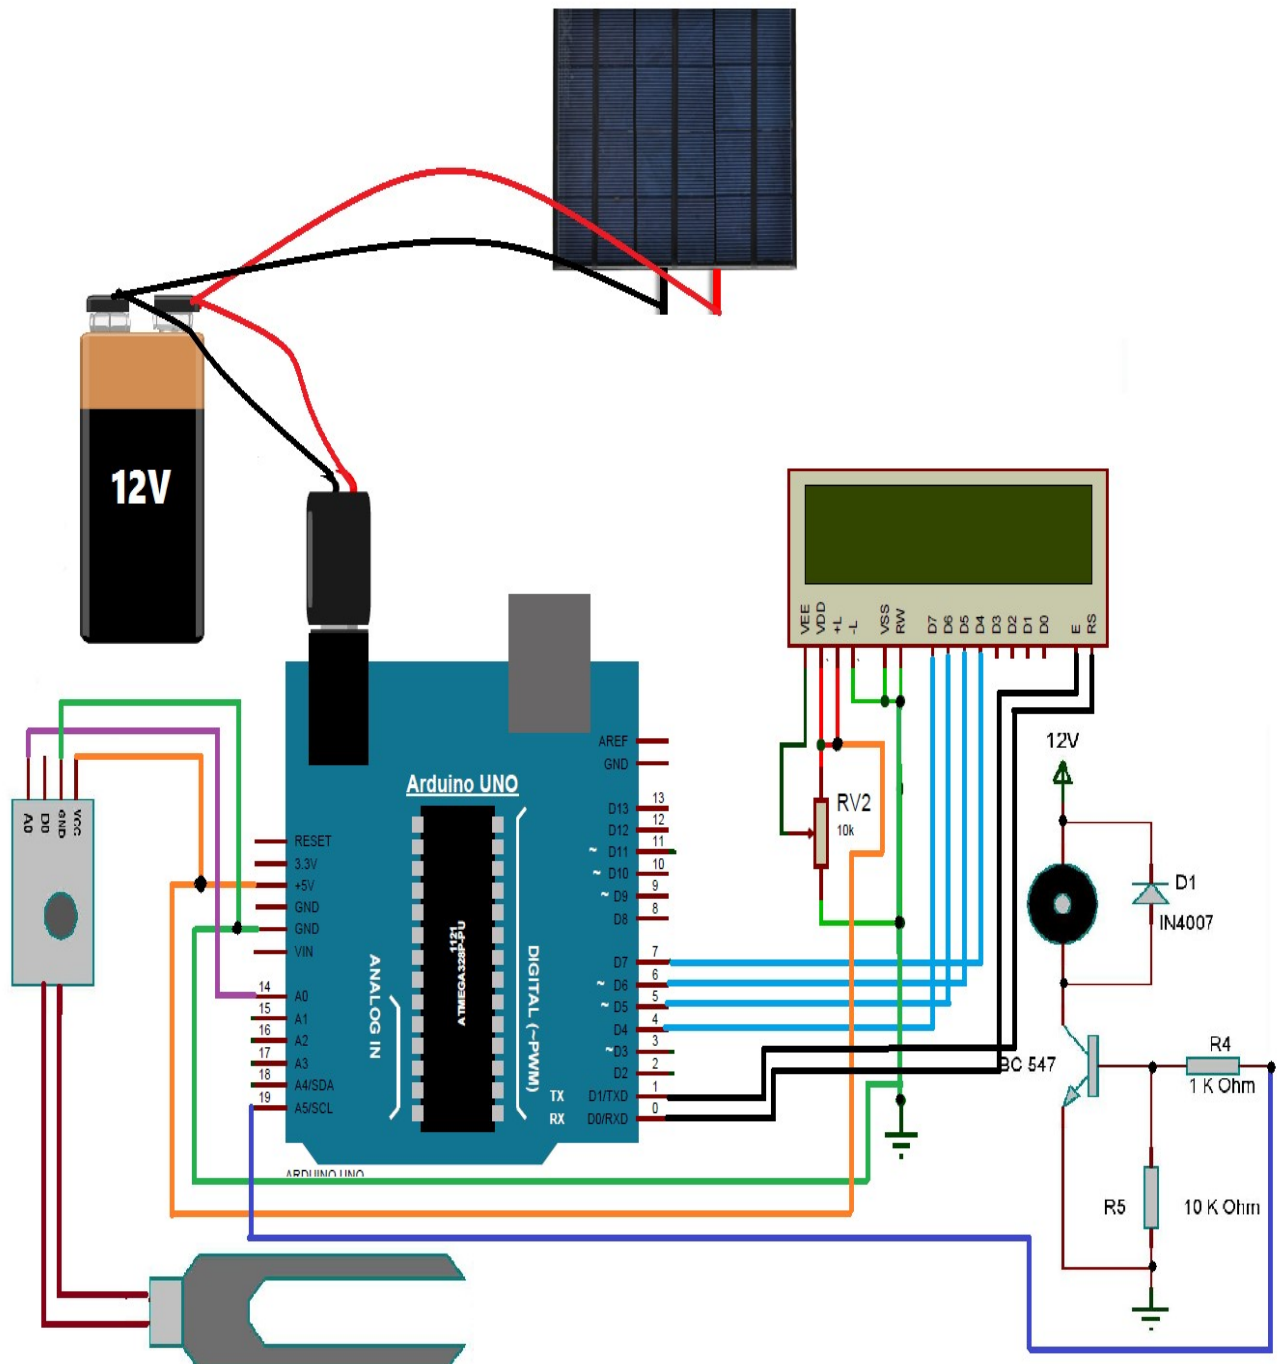 12V
VEE
VDD
+L
-L
VSS
RW
D7
D6
D5
D4
D3
D2
D1
D0
E
RS
A0
D0
GND
VCC
Arduino UNO
RESET
3.3V
+5V
GND
GND
VIN
14 A0
15 A1
16 A2
17 A3
18 A4/SDA
19 A5/SCL
ANALOG IN
1121
ATMEGA328P-PU
DIGITAL (~PWM)
AREF
GND
D13 13
D12 12
~ D11 11
~ D10 10
~ D9 9
D8 8
D7 7
~ D6 6
~ D5 5
D4 4
~D3 3
D2 2
TX D1/TXD 1
RX D0/RXD 0
ARDUINO UNO
RV2
10k
12V
D1
IN4007
BC 547
R4
1 K Ohm
R5 10 K Ohm